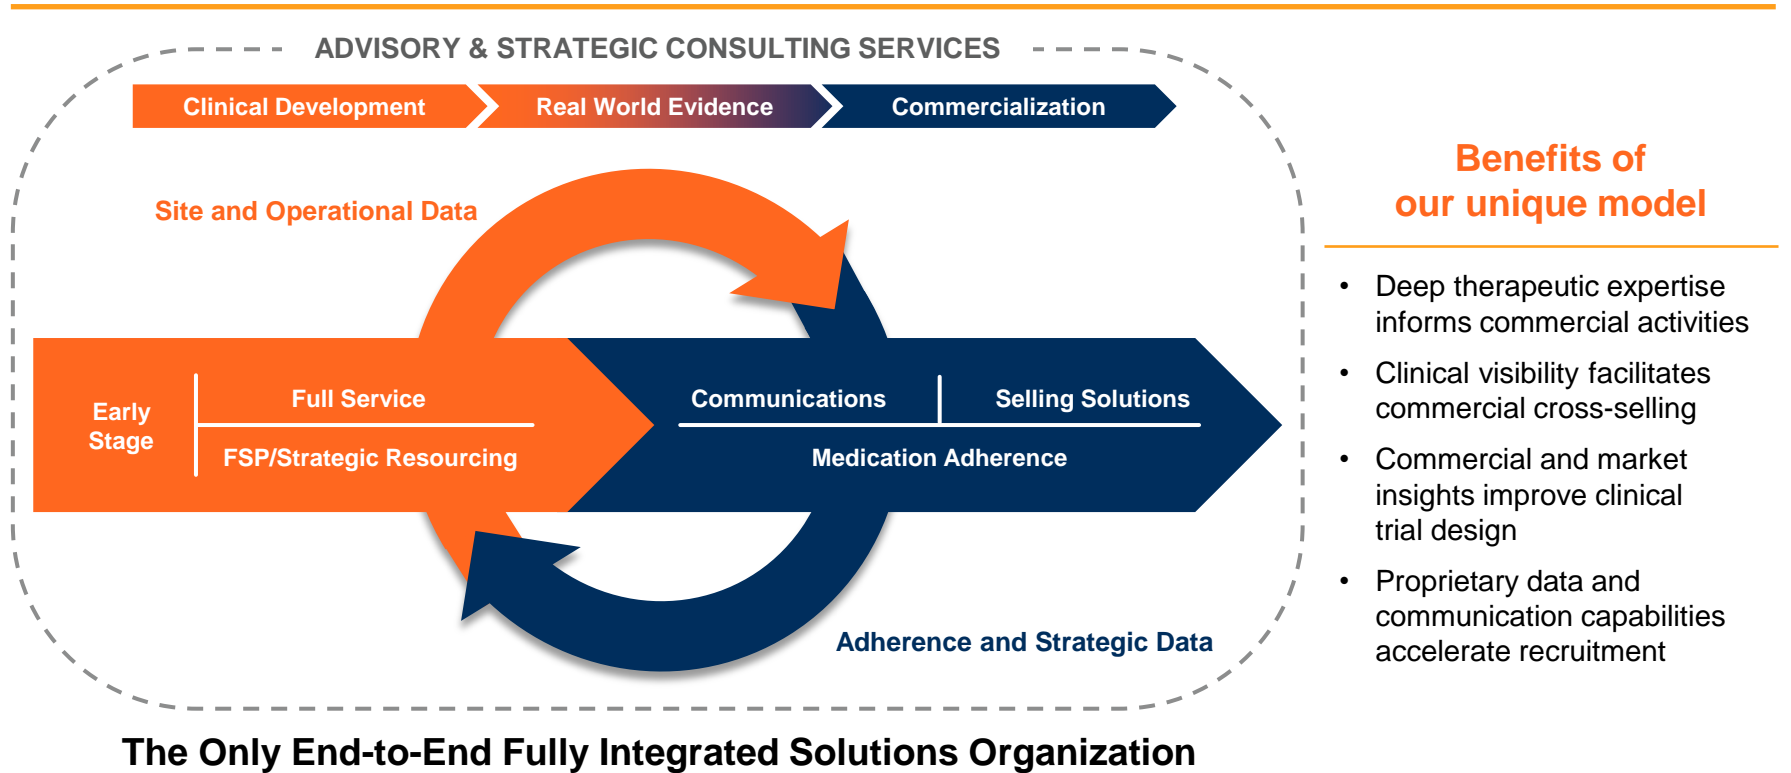 ADVISORY & STRATEGIC CONSULTING SERVICES
Clinical Development
Real World Evidence
Commercialization
Site and Operational Data
Early
Stage
Full Service
FSP/Strategic Resourcing
Communications
Selling Solutions
Medication Adherence
Adherence and Strategic Data
Benefits of
our unique model
• Deep therapeutic expertise
informs commercial activities
• Clinical visibility facilitates
commercial cross-selling
• Commercial and market
insights improve clinical
trial design
• Proprietary data and
communication capabilities
accelerate recruitment
The Only End-to-End Fully Integrated Solutions Organization